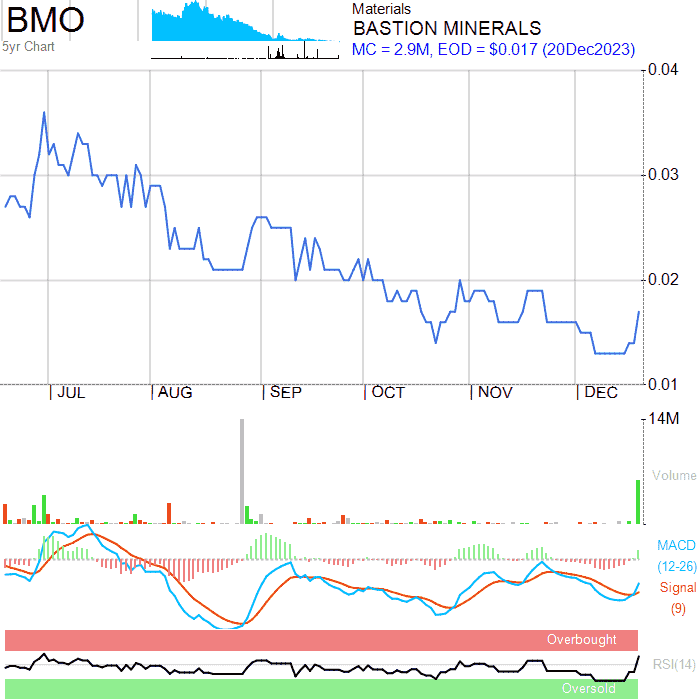 BMO
5yr Chart
Materials
BASTION MINERALS
MC = 2.9M, EOD = $0.017 (20Dec2023)
0.04
0.03
0.02
0.01
JUL AUG SEP OCT NOV DEC
14M
Volume
MACD
(12-26)
Signal
(9)
Overbought
RSI(14)
Oversold